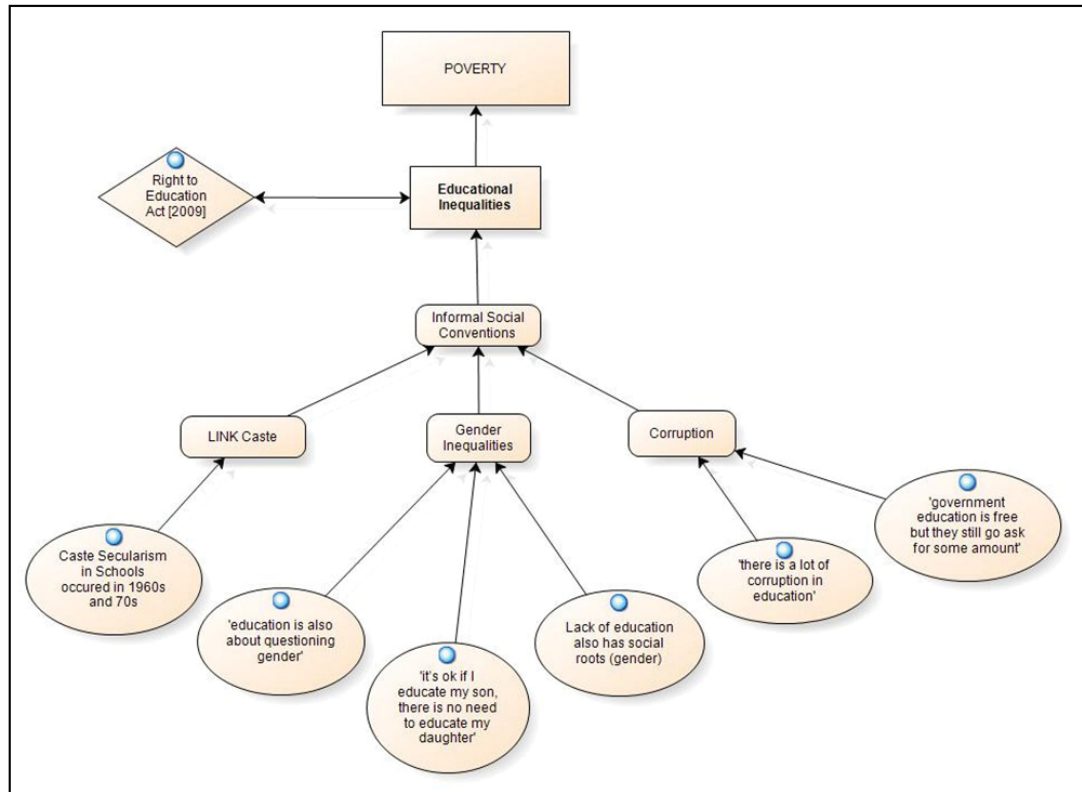 POVERTY
Right to
Education
Act [2009]
Educational
Inequalities
Informal Social
Conventions
LINK Caste
Gender
Inequalities
Corruption
Caste Secularism
in Schools
occured in 1960s
and 70s
'education is also
about questioning
gender'
'it's ok if I
educate my son,
there is no need
to educate my
daughter'
Lack of education
also has social
roots (gender)
'there is a lot of
corruption in
education'
'government
education is free
but they still go ask
for some amount'